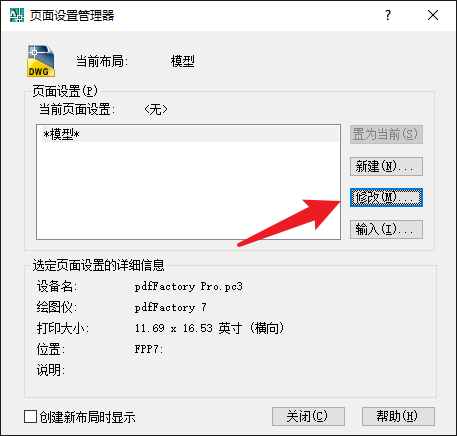 页面设置管理器
DWG
当前布局: 模型
页面设置(P)
当前页面设置: <无>
*模型*
置为当前(S)
新建(N)...
修改(M)...
输入(I)...
选定页面设置的详细信息
设备名: pdfFactory Pro.pc3
绘图仪: pdfFactory 7
打印大小: 11.69 x 16.53 英寸 (横向)
位置: FPP7:
说明:
创建新布局时显示
关闭(C)
帮助(H)